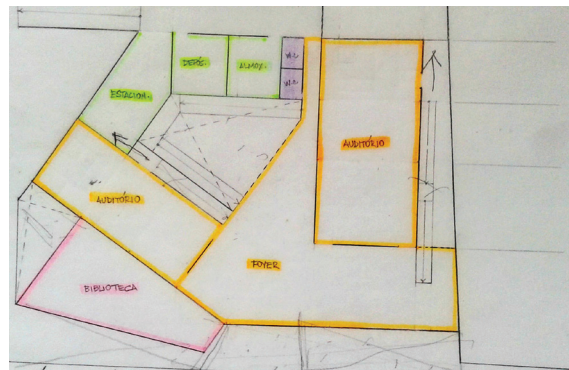 W.C.
W.C.
DEPÓS.
ALMOX.
ESTACION.
AUDITÓRIO
AUDITÓRIO
FOYER
BIBLIOTECA